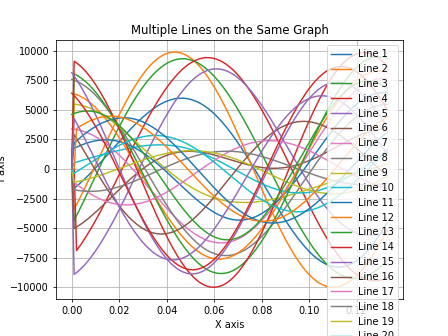 Multiple Lines on the Same Graph
10000
7500
5000
2500
0
−2500
−5000
−7500
−10000
0.00 0.02 0.04 0.06 0.08 0.10
X axis
axis
Line 1
Line 2
Line 3
Line 4
Line 5
Line 6
Line 7
Line 8
Line 9
Line 10
Line 11
Line 12
Line 13
Line 14
Line 15
Line 16
Line 17
Line 18
Line 19
Line 20